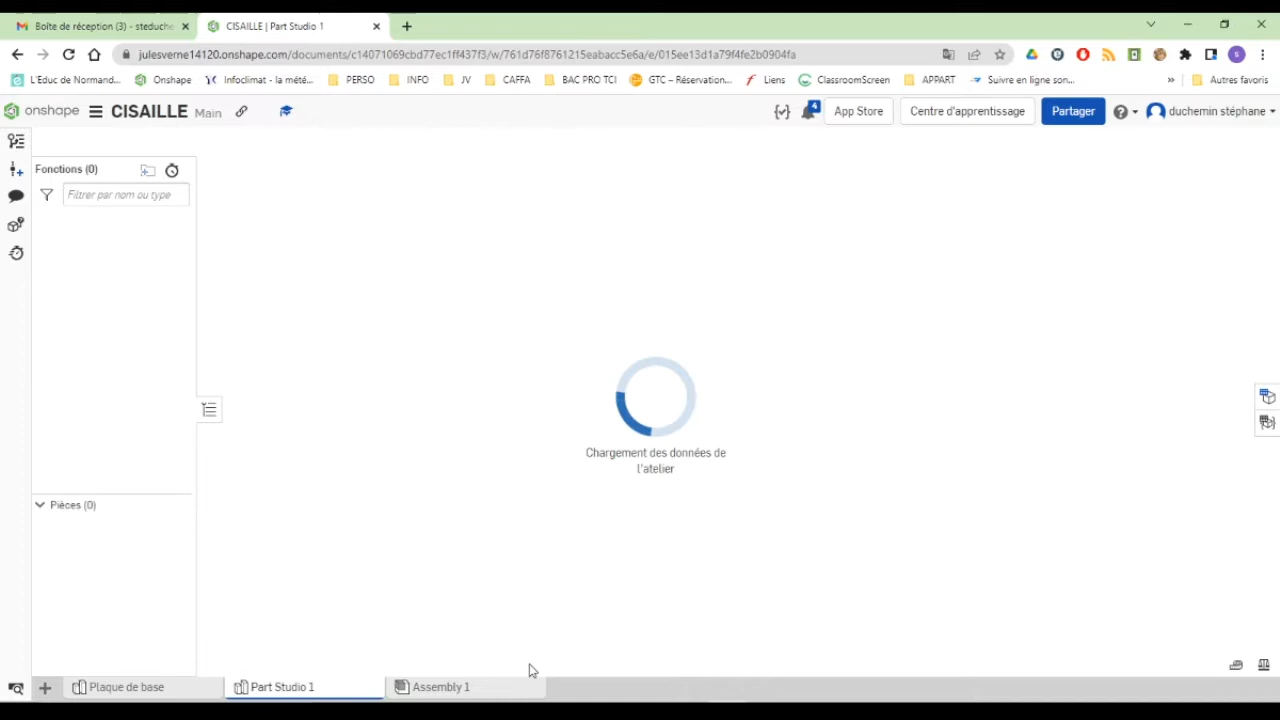 Boîte de réception (3) - steduche
CISAILLE | Part Studio 1
julesverne14120.onshape.com/documents/c14071069cbd77ec1ff437f3/w/761d76f8761215eabacc5e6a/e/015ee13d1a79f4fe2b0904fa
L'Educ de Normand...
Onshape
Infoclimat - la mété...
PERSO
INFO
JV
CAFFA
BAC PRO TCI
GTC – Réservation...
Liens
ClassroomScreen
APPART
Suivre en ligne son...
»
Autres favoris
onshape
CISAILLE Main
4
App Store
Centre d'apprentissage
Partager
duchemin stéphane
Fonctions (0)
Filtrer par nom ou type
Chargement des données de
l'atelier
Pièces (0)
Plaque de base
Part Studio 1
Assembly 1